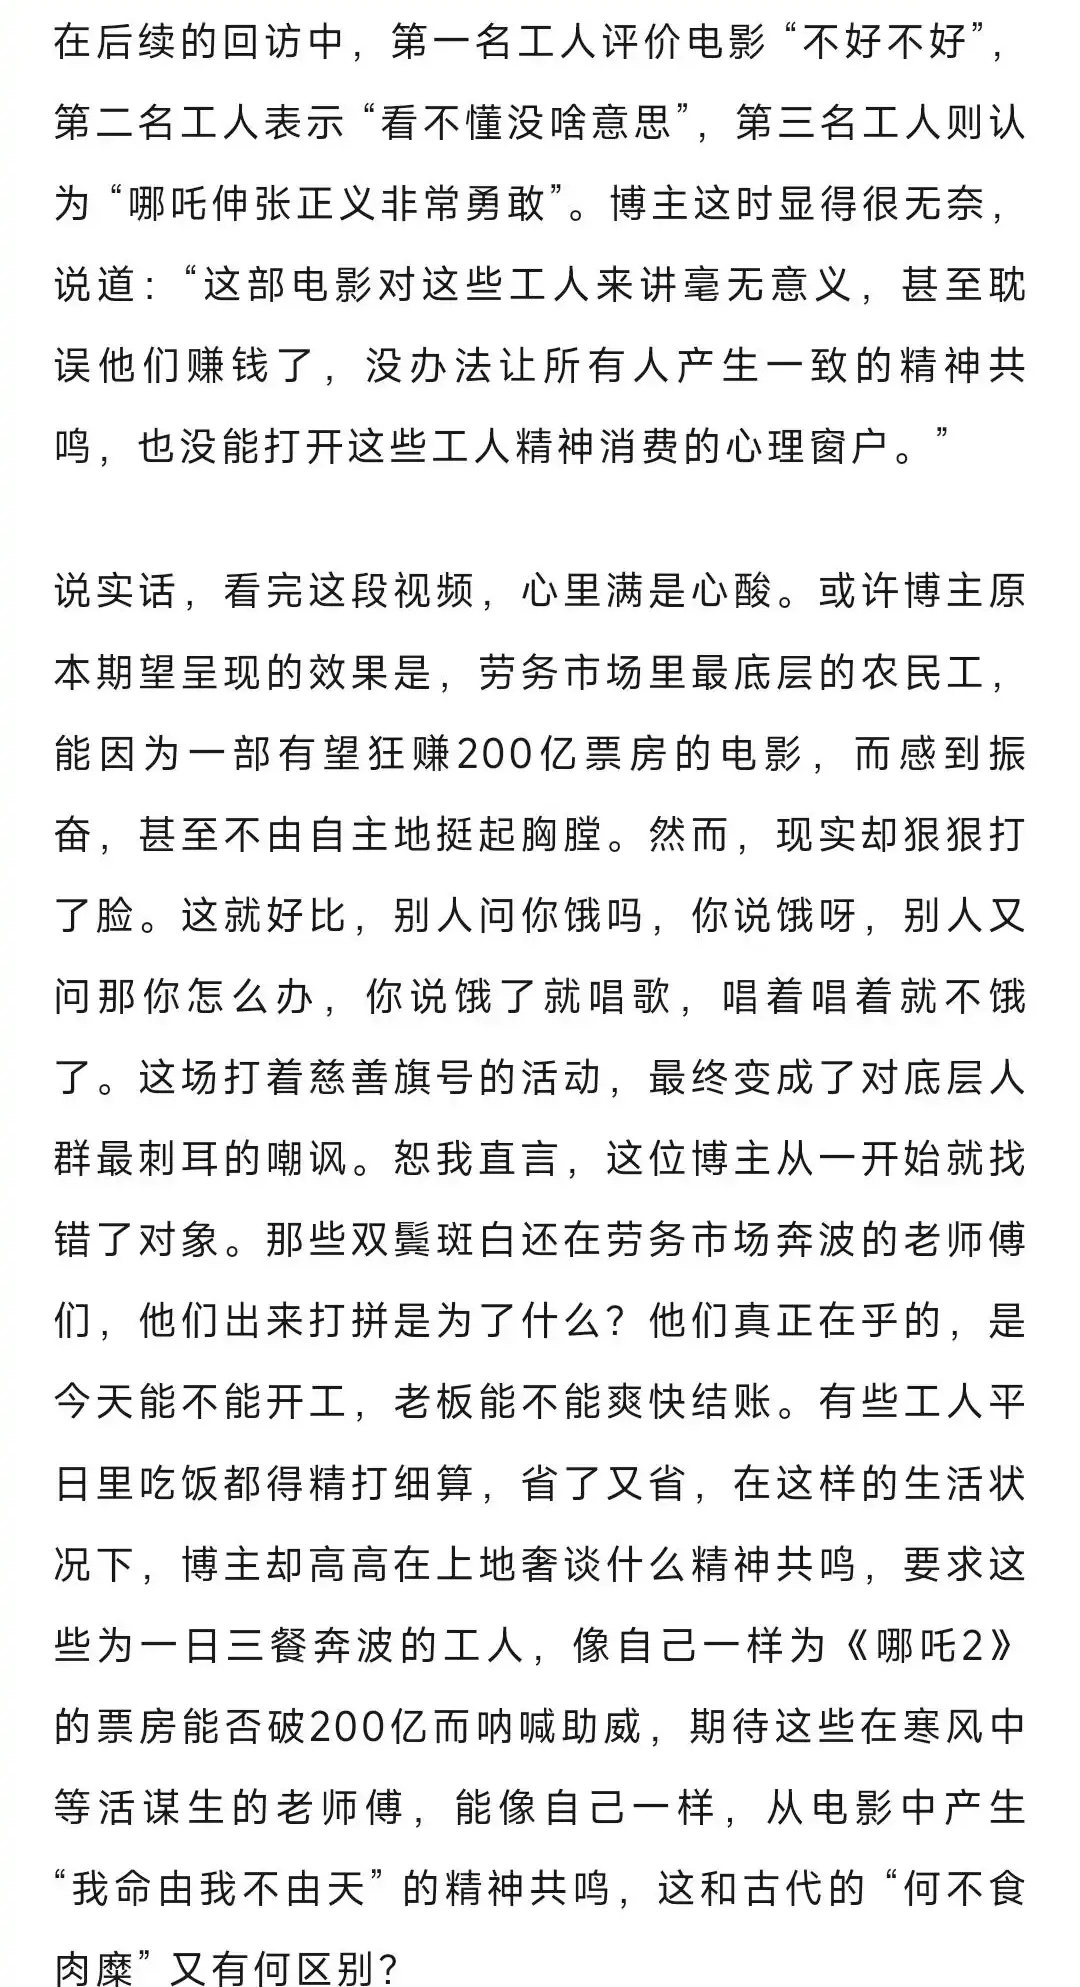 在后续的回访中，第一名工人评价电影“不好不好”，
第二名工人表示“看不懂没啥意思”，第三名工人则认
为“哪吒伸张正义非常勇敢”。博主这时显得很无奈，
说道：“这部电影对这些工人来讲毫无意义，甚至耽
误他们赚钱了，没办法让所有人产生一致的精神共
鸣，也没能打开这些工人精神消费的心理窗户。”
说实话，看完这段视频，心里满是心酸。或许博主原
本期望呈现的效果是，劳务市场里最底层的农民工，
能因为一部有望狂赚200亿票房的电影，而感到振
奋，甚至不由自主地挺起胸膛。然而，现实却狠狠打
了脸。这就好比，别人问你饿吗，你说饿呀，别人又
问那你怎么办，你说饿了就唱歌，唱着唱着就不饿
了。这场打着慈善旗号的活动，最终变成了对底层人
群最刺耳的嘲讽。恕我直言，这位博主从一开始就找
错了对象。那些双鬓斑白还在劳务市场奔波的老师傅
们，他们出来打拼是为了什么？他们真正在乎的，是
今天能不能开工，老板能不能爽快结账。有些工人平
日里吃饭都得精打细算，省了又省，在这样的生活状
况下，博主却高高在上地奢谈什么精神共鸣，要求这
些为一日三餐奔波的工人，像自己一样为《哪吒2》
的票房能否破200亿而呐喊助威，期待这些在寒风中
等活谋生的老师傅，能像自己一样，从电影中产生
“我命由我不由天”的精神共鸣，这和古代的“何不食
肉糜”又有何区别？